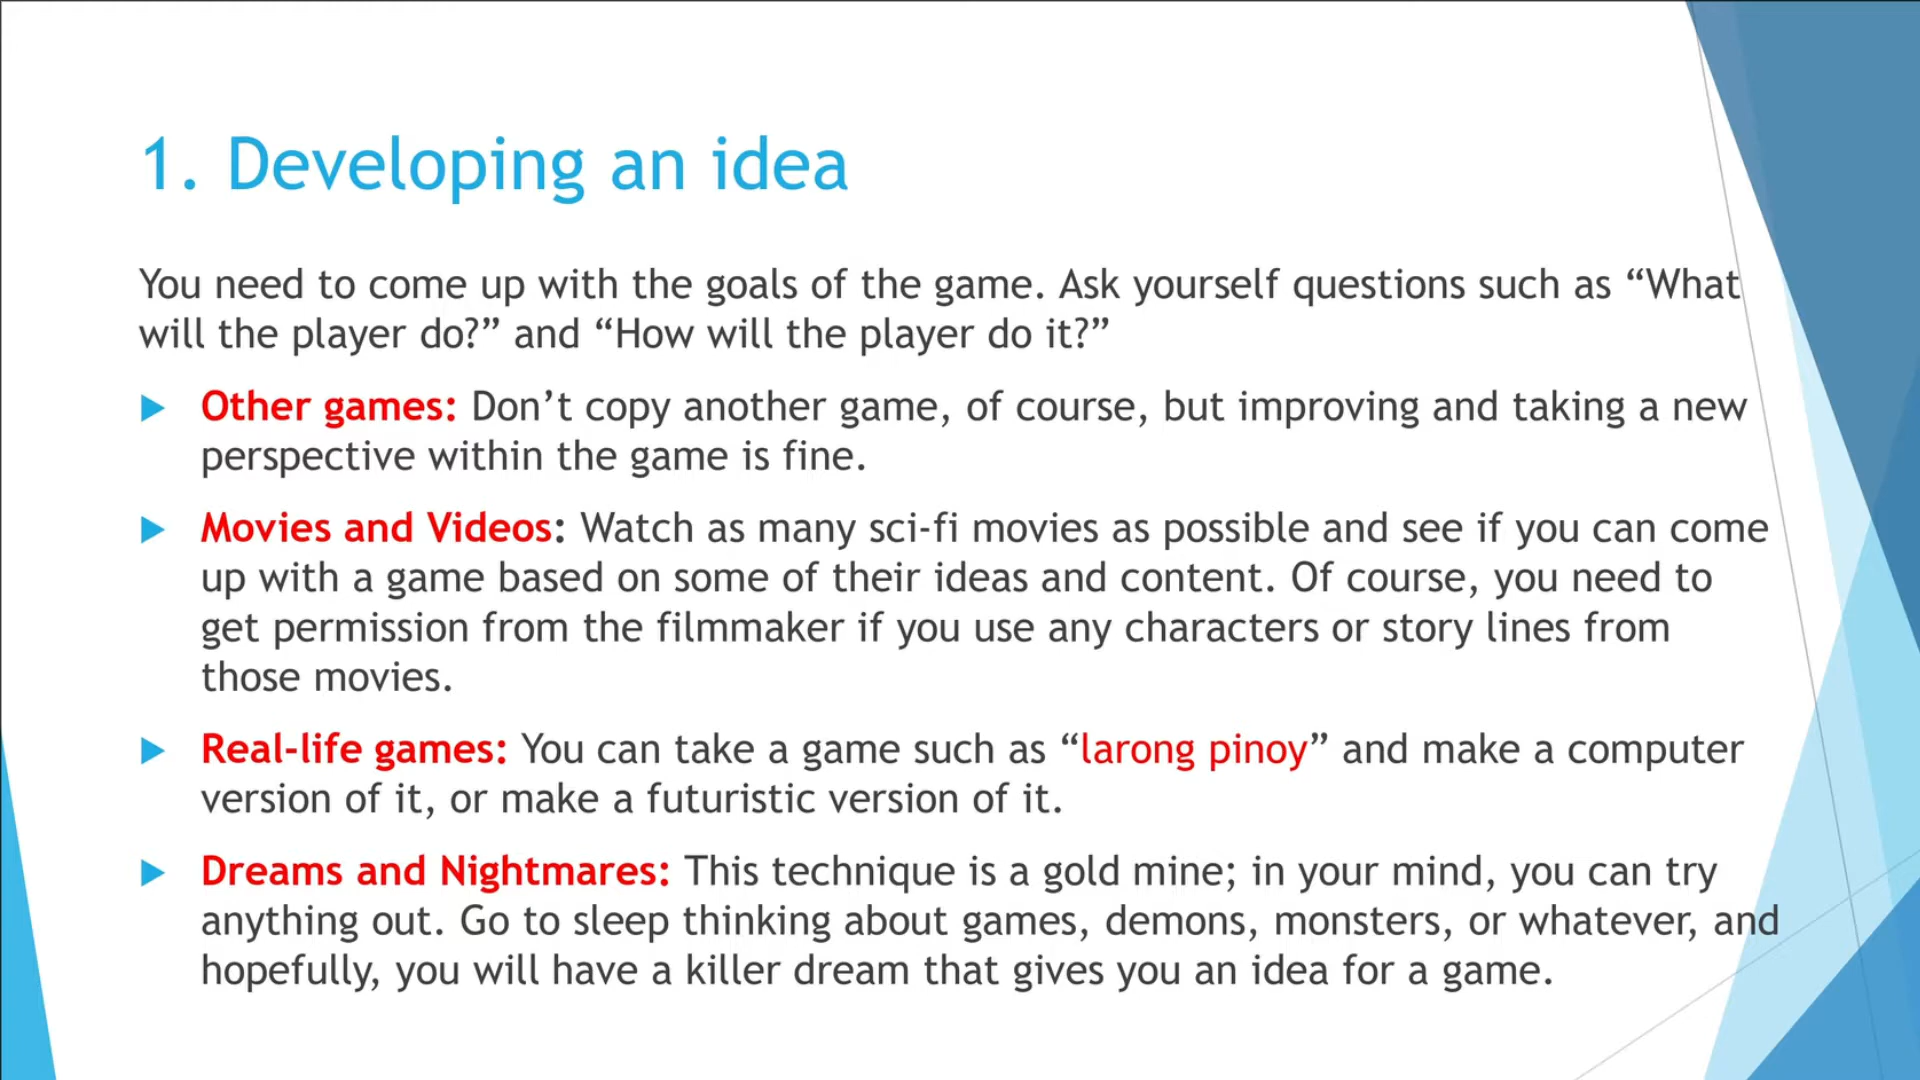 1. Developing an idea
You need to come up with the goals of the game. Ask yourself questions such as “What
will the player do?” and “How will the player do it?”
Other games: Don’t copy another game, of course, but improving and taking a new
perspective within the game is fine.
Movies and Videos: Watch as many sci-fi movies as possible and see if you can come
up with a game based on some of their ideas and content. Of course, you need to
get permission from the filmmaker if you use any characters or story lines from
those movies.
Real-life games: You can take a game such as “larong pinoy” and make a computer
version of it, or make a futuristic version of it.
Dreams and Nightmares: This technique is a gold mine; in your mind, you can try
anything out. Go to sleep thinking about games, demons, monsters, or whatever, and
hopefully, you will have a killer dream that gives you an idea for a game.